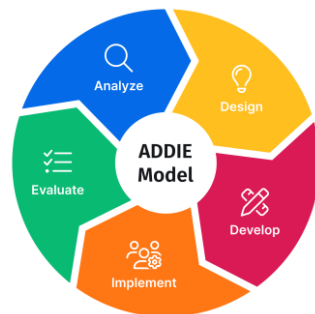 Analyze
Design
ADDIE
Model
Evaluate
Develop
Implement